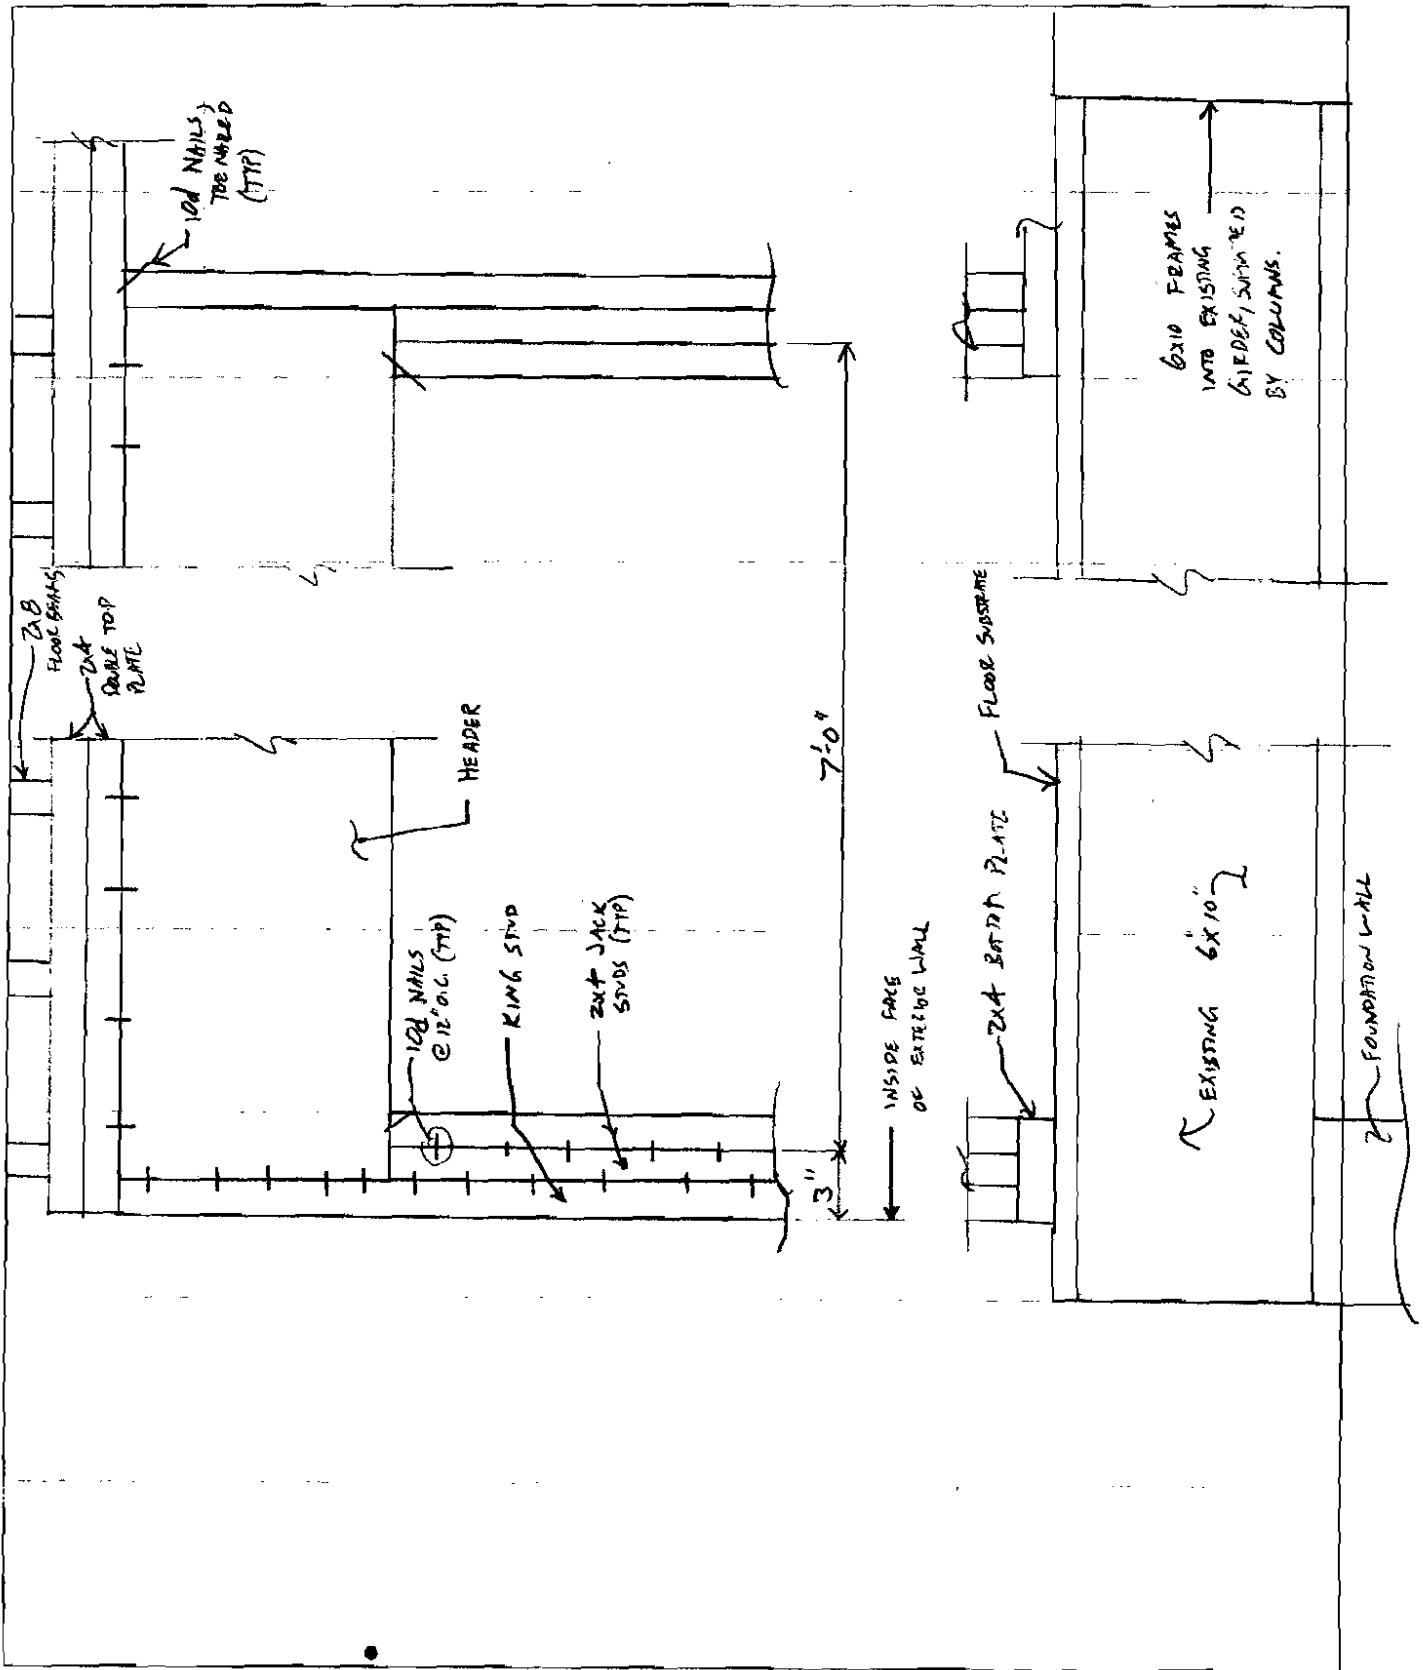 2x8
FLOOR BEAMS
2x4
DOUBLE TOP
PLATE
10d NAILS,
TOE NAILED
(TYP)
HEADER
10d NAILS
@ 12" O.C. (TYP)
KING STUD
2x4 JACK
STUDS (TYP)
7'-0"
3"
INSIDE FACE
OF EXTERIOR WALL
2x4 BOTTOM PLATE
FLOOR SUBSTRATE
EXISTING 6"x10"
6x10 FRAMES
INTO EXISTING
GIRDER, SUPPORTED
BY COLUMNS.
FOUNDATION WALL